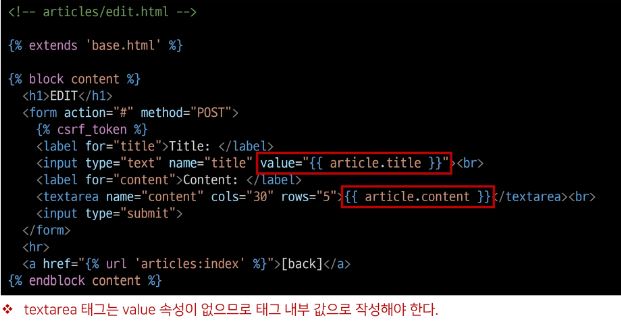 <!-- articles/edit.html -->
{% extends 'base.html' %}
{% block content %}
<h1>EDIT</h1>
<form action="#" method="POST">
{% csrf_token %}
<label for="title">Title: </label>
<input type="text" name="title" value="{{ article.title }}"><br>
<label for="content">Content: </label>
<textarea name="content" cols="30" rows="5">{{ article.content }}</textarea><br>
<input type="submit">
</form>
<hr>
<a href="{% url 'articles:index' %}">[back]</a>
{% endblock content %}
❖ textarea 태그는 value 속성이 없으므로 태그 내부 값으로 작성해야 한다.